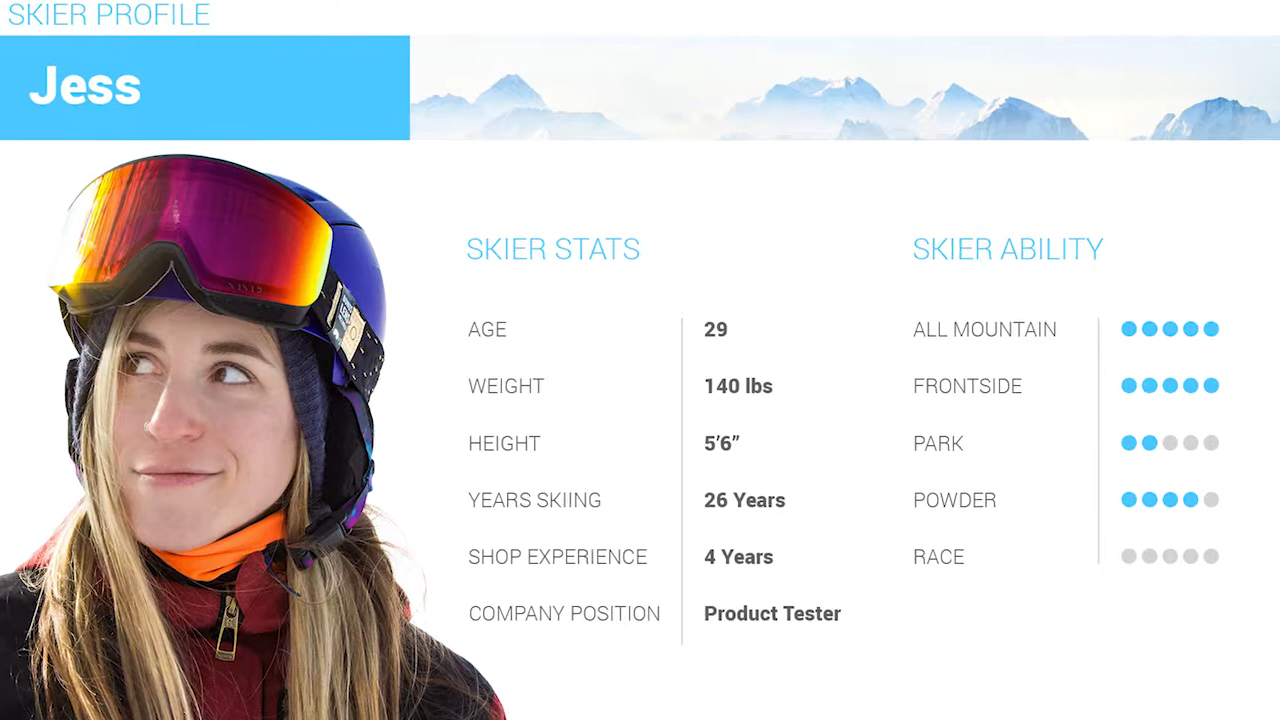 SKIER PROFILE
Jess
SKIER STATS
AGE 29
WEIGHT 140 lbs
HEIGHT 5’6”
YEARS SKIING 26 Years
SHOP EXPERIENCE 4 Years
COMPANY POSITION Product Tester
SKIER ABILITY
ALL MOUNTAIN
FRONTSIDE
PARK
POWDER
RACE